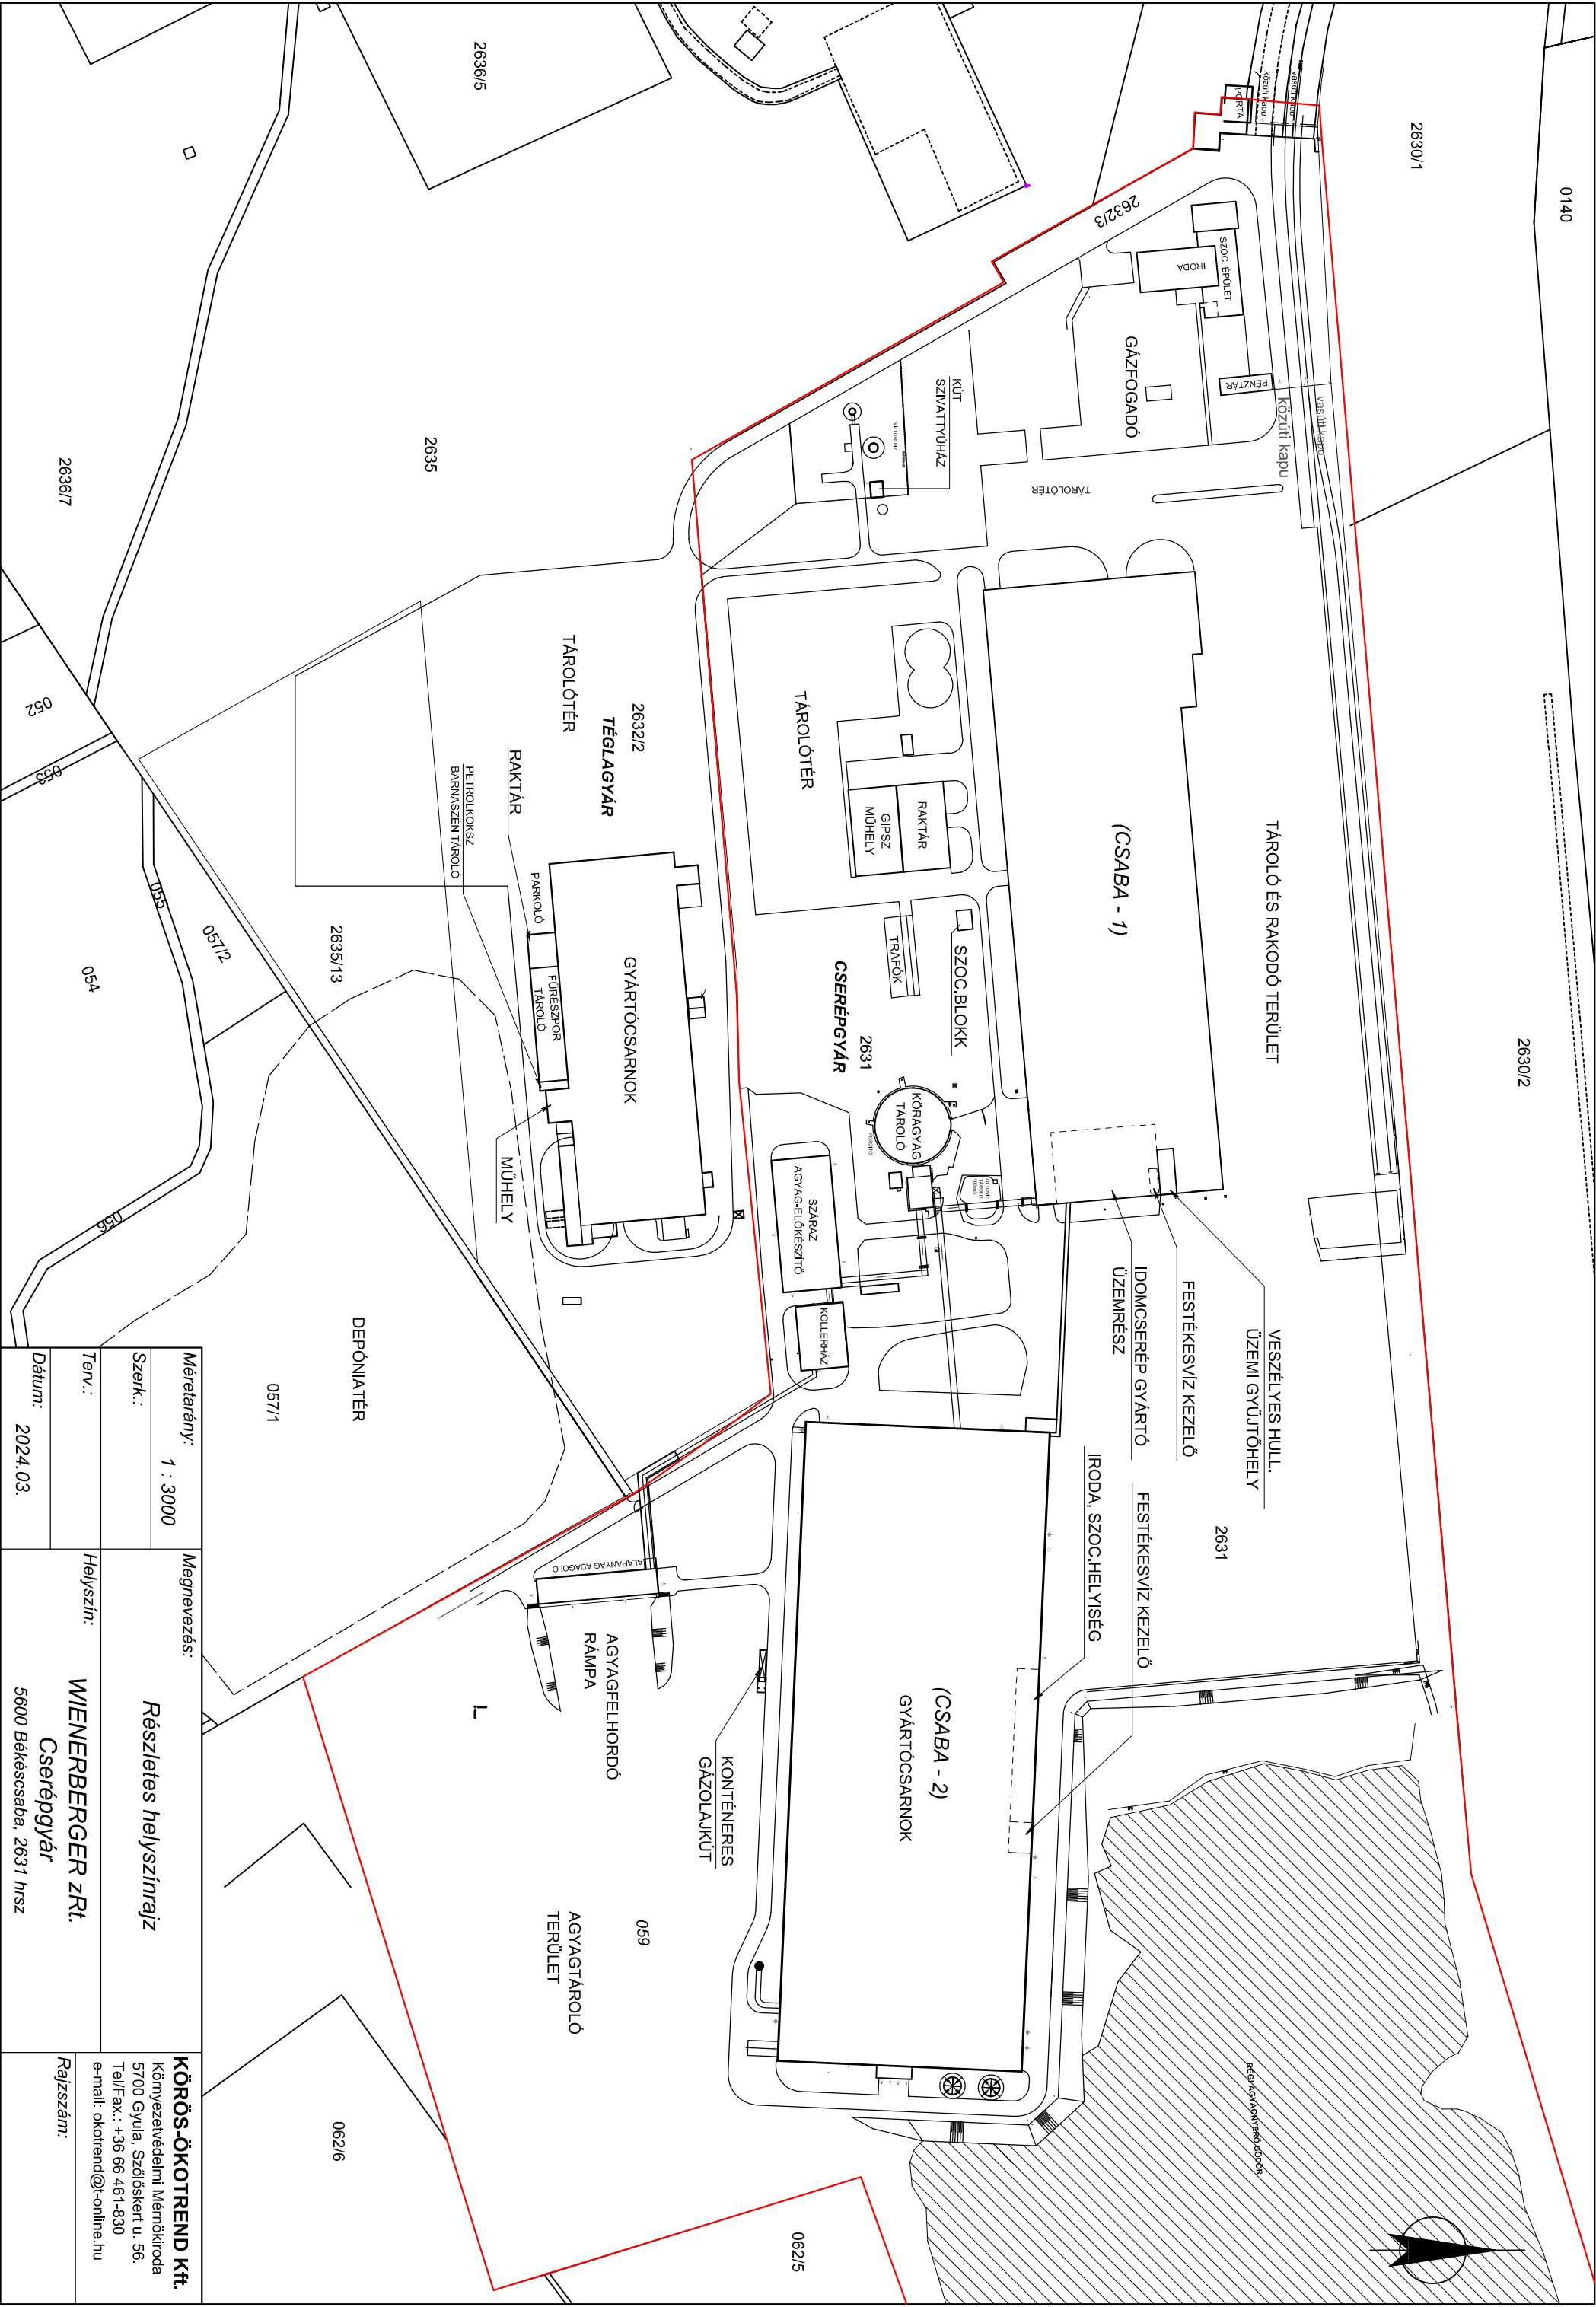 0140
2630/1
2630/2
vasúti kapu
közúti kapu
PORTA
2632/3
SZOC. ÉPÜLET
IRODA
PÉNZTÁR
vasúti kapu
közúti kapu
GÁZFOGADÓ
TÁROLÓTÉR
KÚT
SZIVATTYÚHÁZ
TÁROLÓ ÉS RAKODÓ TERÜLET
(CSABA - 1)
TÁROLÓTÉR
RAKTÁR
GIPSZ
MŰHELY
TRAFÓK
SZOC.BLOKK
2631
CSERÉPGYÁR
KŐRAGYAG
TÁROLÓ
SZÁRAZ
AGYAG-ELŐKÉSZÍTŐ
KOLLERHÁZ
VESZÉLYES HULL.
ÜZEMI GYŰJTŐHELY
FESTÉKESVÍZ KEZELŐ
IDOMCSERÉP GYÁRTÓ
ÜZEMRÉSZ
2631
FESTÉKESVÍZ KEZELŐ
IRODA, SZOC.HELYISÉG
(CSABA - 2)
GYÁRTÓCSARNOK
KONTÉNERES
GÁZOLAJKÚT
RÉGI AGYAGNYERŐ GÖDÖR
ALAPANYAG ADAGOLÓ
AGYAGFELHORDÓ
RÁMPA
059
AGYAGTÁROLÓ
TERÜLET
062/5
062/6
2636/5
2635
2636/7
2632/2
TÉGLAGYÁR
TÁROLÓTÉR
RAKTÁR
PETROLKOKSZ
BARNASZÉN TÁROLÓ
PARKOLÓ
FŰRÉSZPOR
TÁROLÓ
GYÁRTÓCSARNOK
MŰHELY
2635/13
DEPÓNIATÉR
057/1
057/2
052
053
054
055
056
Méretarány:
1 : 3000
Szerk.:
Terv.:
Dátum:
2024.03.
Megnevezés:
Részletes helyszínrajz
Helyszín:
WIENERBERGER zRt.
Cserépgyár
5600 Békéscsaba, 2631 hrsz
KÖRÖS-ÖKOTREND Kft.
Környezetvédelmi Mérnökiroda
5700 Gyula, Szőlőskert u. 56.
Tel/Fax.: +36 66 461-830
e-mail: okotrend@t-online.hu
Rajzszám: